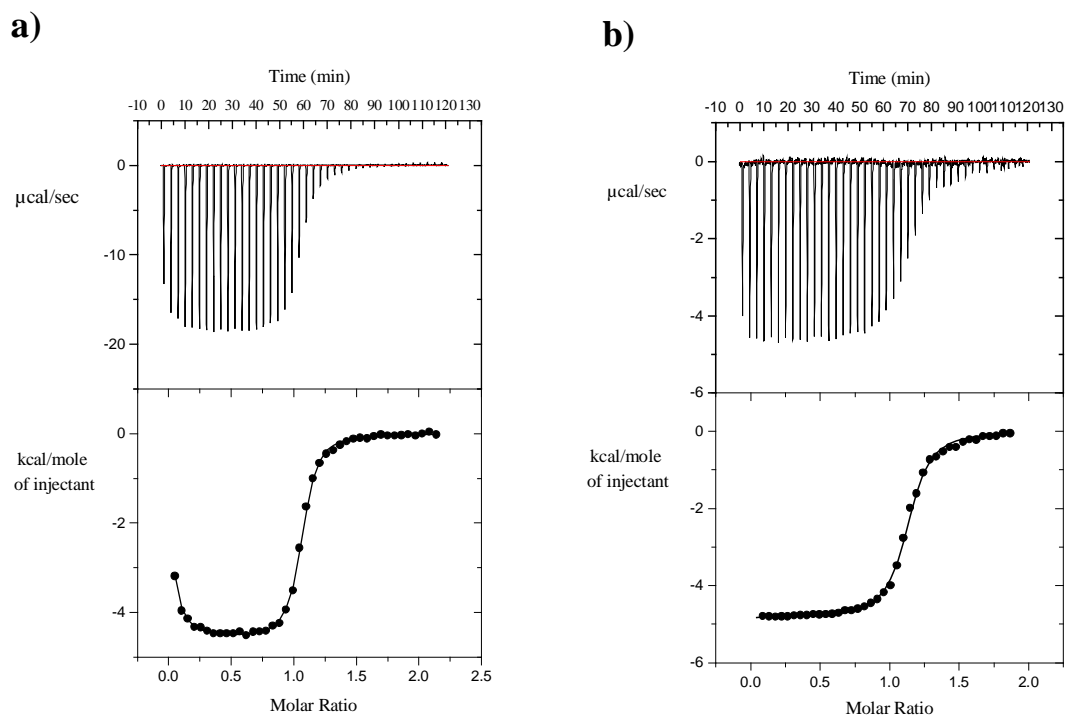 a)
Time (min)
-10 0 10 20 30 40 50 60 70 80 90 100 110 120 130
0
µcal/sec
-10
-20
0
kcal/mole
of injectant
-2
-4
0.0 0.5 1.0 1.5 2.0 2.5
Molar Ratio
b)
Time (min)
-10 0 10 20 30 40 50 60 70 80 90 100 110 120 130
0
µcal/sec
-2
-4
-6
0
kcal/mole
of injectant
-2
-4
-6
0.0 0.5 1.0 1.5 2.0
Molar Ratio